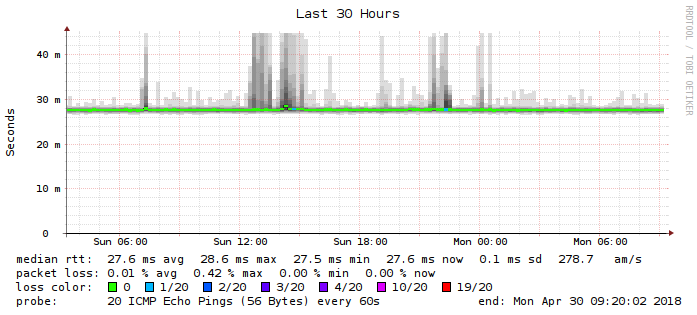 Last 30 Hours
RRDTOOL / TOBI OETIKER
Seconds
40 m
30 m
20 m
10 m
0
Sun 06:00 Sun 12:00 Sun 18:00 Mon 00:00 Mon 06:00
median rtt: 27.6 ms avg 28.6 ms max 27.5 ms min 27.6 ms now 0.1 ms sd 278.7 am/s
packet loss: 0.01 % avg 0.42 % max 0.00 % min 0.00 % now
loss color: 0 1/20 2/20 3/20 4/20 10/20 19/20
probe: 20 ICMP Echo Pings (56 Bytes) every 60s end: Mon Apr 30 09:20:02 2018